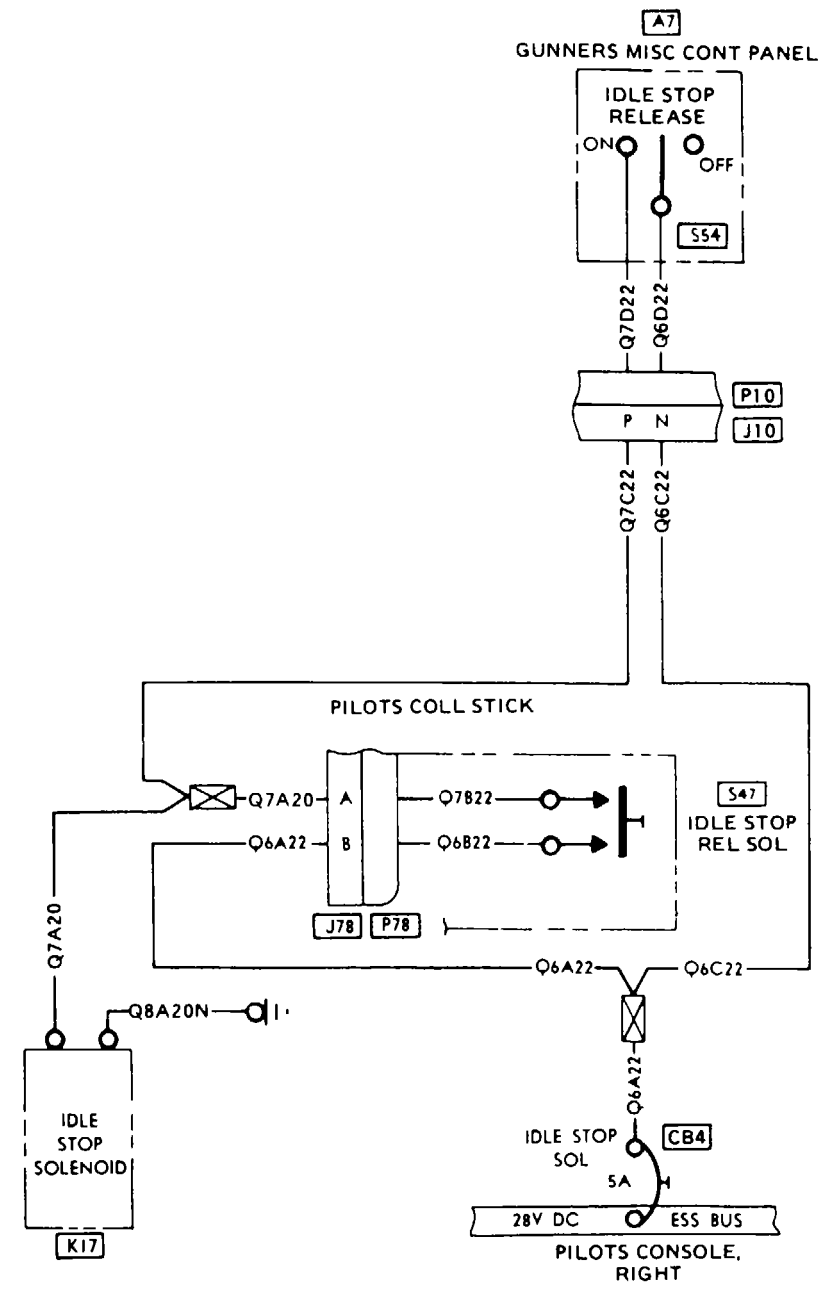 A7
GUNNERS MISC CONT PANEL
IDLE STOP
RELEASE
ON
OFF
S54
Q7D22
Q6D22
P10
P N
J10
Q7C22
Q6C22
PILOTS COLL STICK
Q7A20
A
Q7B22
S47
IDLE STOP
REL SOL
Q6A22
B
Q6B22
J78
P78
Q7A20
Q6A22
Q6C22
Q8A20N
Q6A22
IDLE
STOP
SOLENOID
K17
IDLE STOP
SOL
CB4
5A
28V DC
ESS BUS
PILOTS CONSOLE,
RIGHT